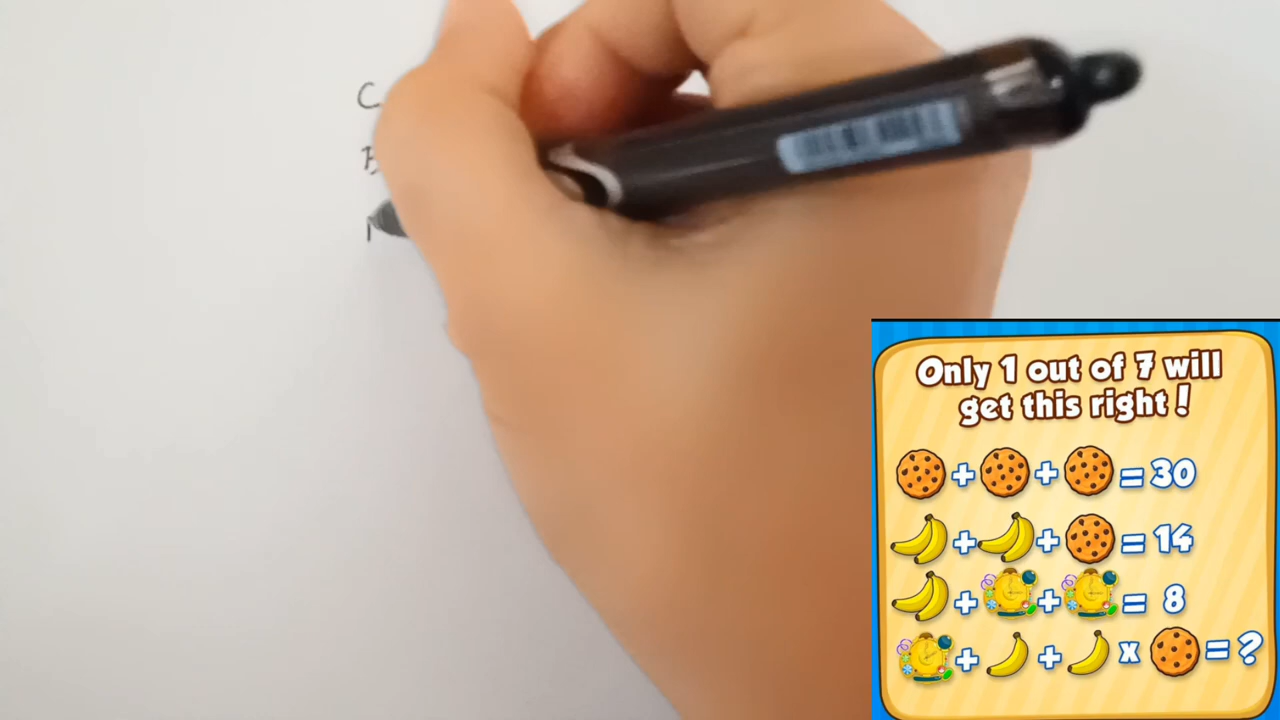 C
B
Only 1 out of 7 will
get this right!
+ + = 30
+ + = 14
+ + = 8
+ + x = ?